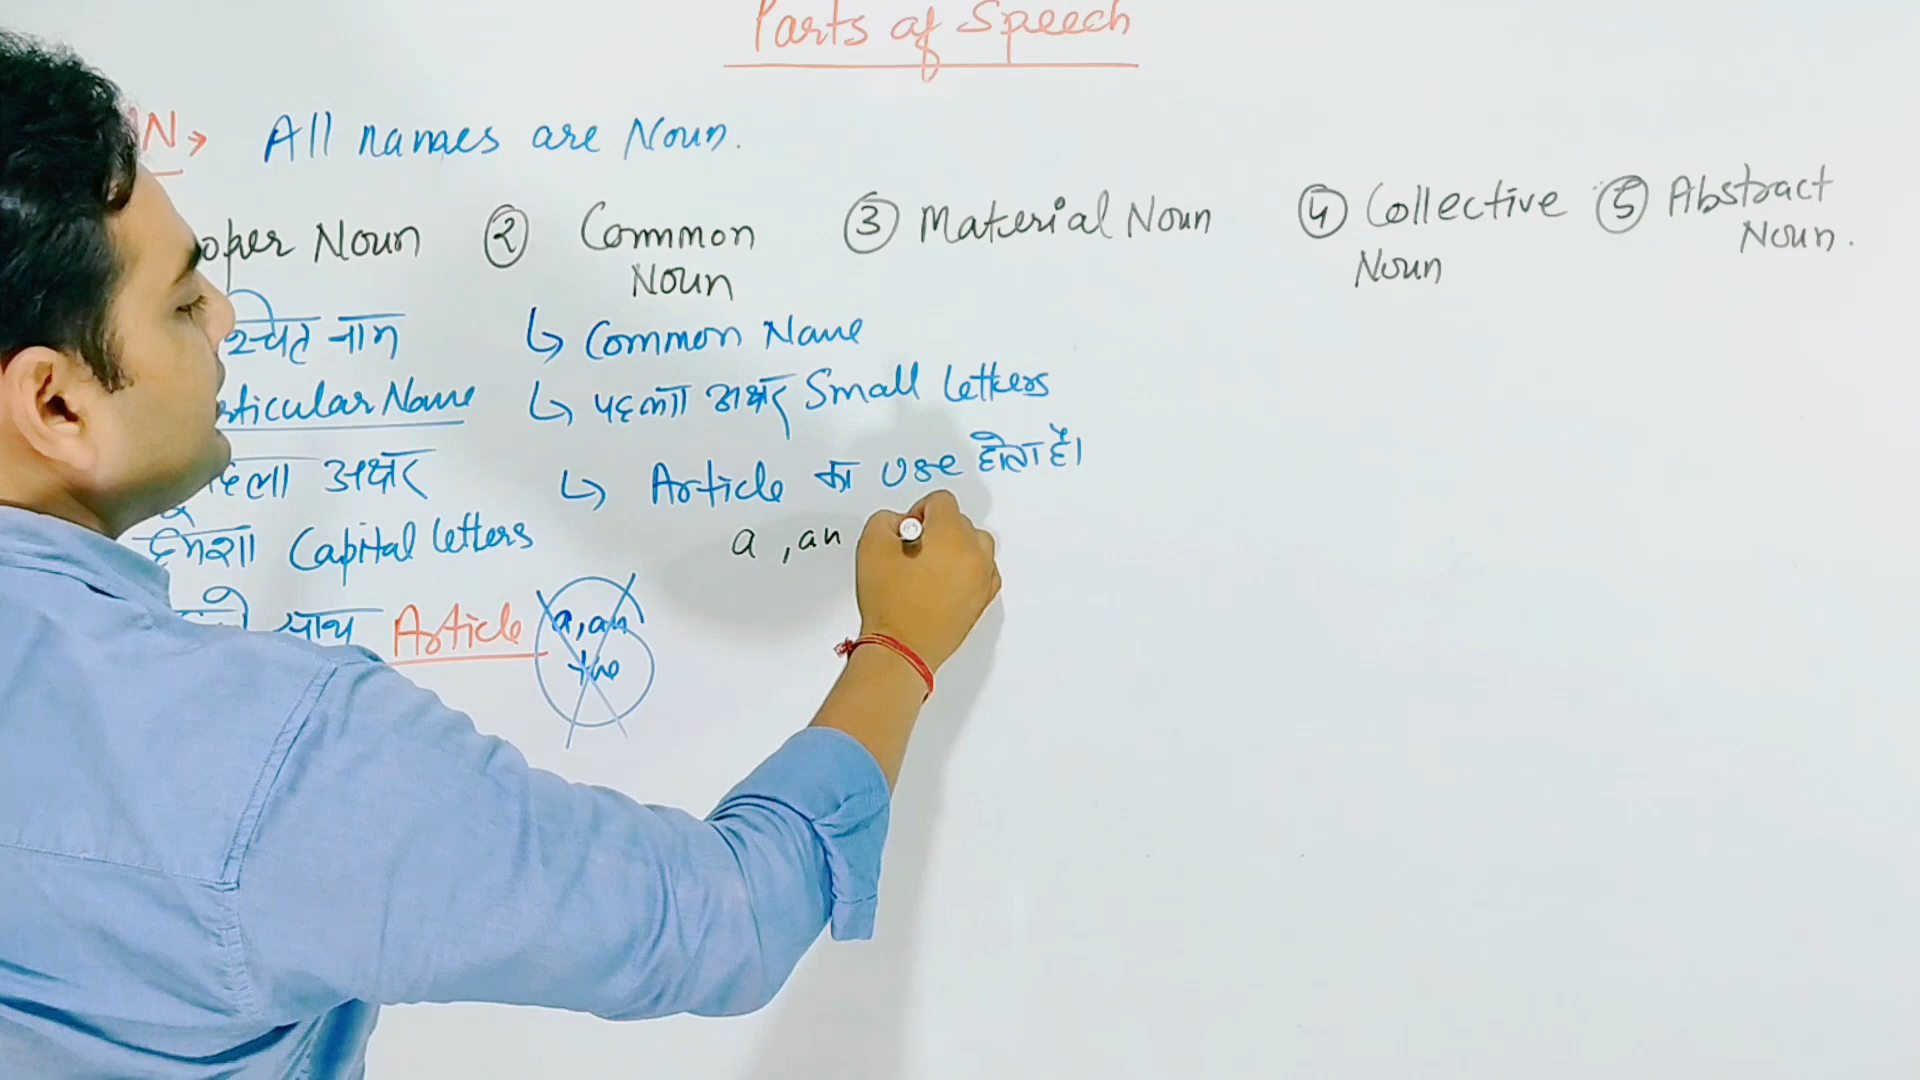 Parts of Speech
N → All names are Noun.
oper Noun ② Common Noun ③ Material Noun ④ Collective Noun ⑤ Abstract Noun.
श्चित नाम
rticular Name
हला अक्षर
हमेशा Capital letters
साथ Article a, an the
↳ Common Name
↳ पहला अक्षर Small letters
↳ Article का use होता है।
a , an